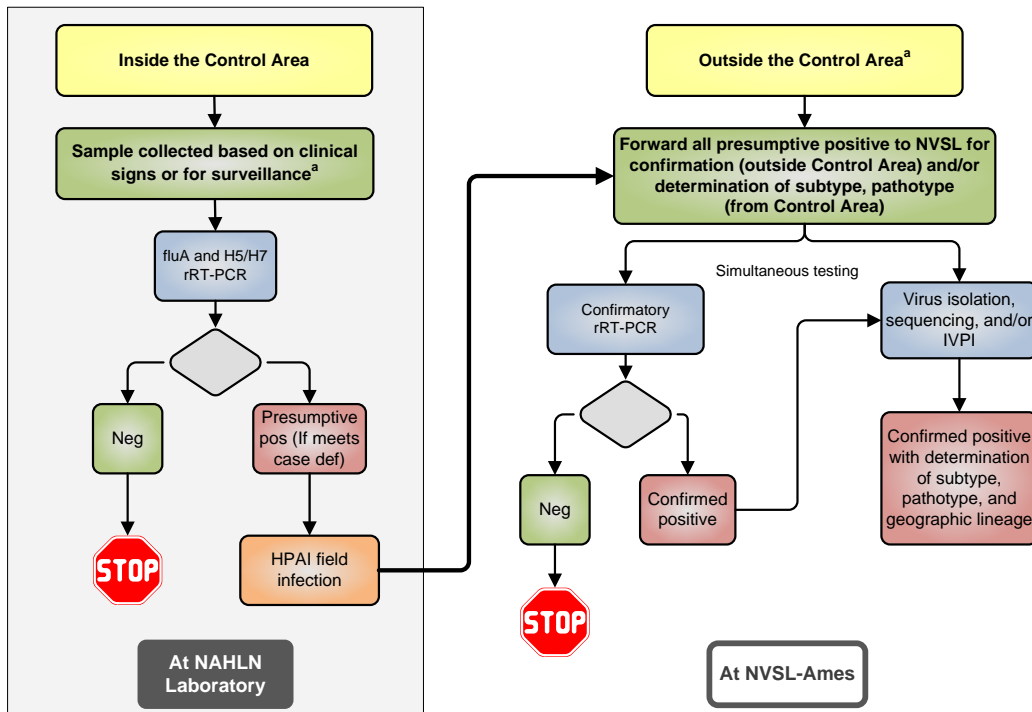 Inside the Control Area
Sample collected based on clinical
signs or for surveillanceᵃ
fluA and H5/H7
rRT-PCR
Neg
Presumptive
pos (If meets
case def)
STOP
HPAI field
infection
At NAHLN
Laboratory
Outside the Control Areaᵃ
Forward all presumptive positive to NVSL for
confirmation (outside Control Area) and/or
determination of subtype, pathotype
(from Control Area)
Simultaneous testing
Confirmatory
rRT-PCR
Virus isolation,
sequencing, and/or
IVPI
Neg
Confirmed
positive
Confirmed positive
with determination
of subtype,
pathotype, and
geographic lineage
STOP
At NVSL-Ames